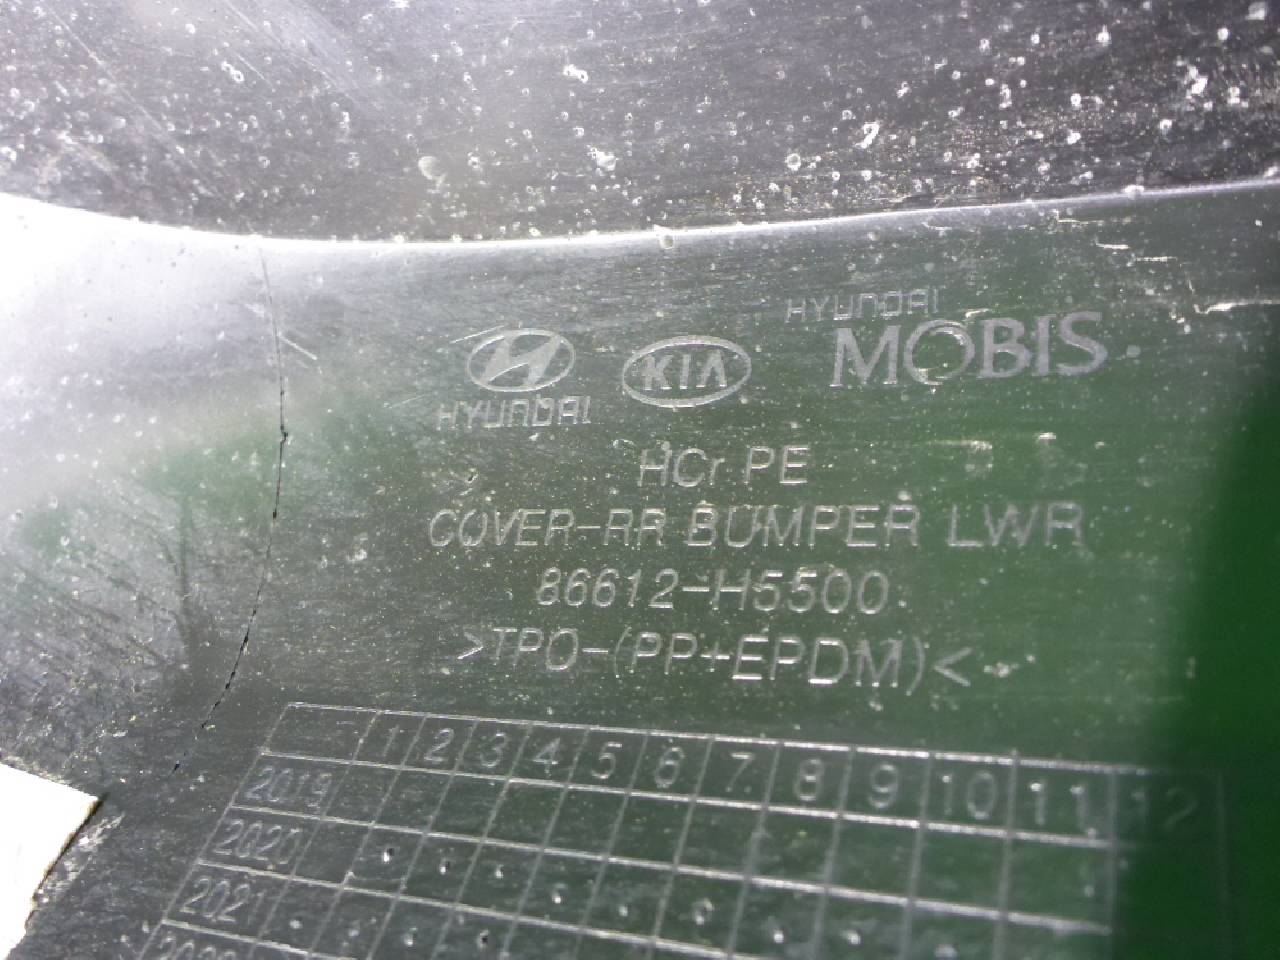 HYUNDAI
HYUNDAI KIA MOBIS
HCr PE
COVER-RR BUMPER LWR
86612-H5500
>TPO-(PP+EPDM)<
1 2 3 4 5 6 7 8 9 10 11 12
2019
2020
2021